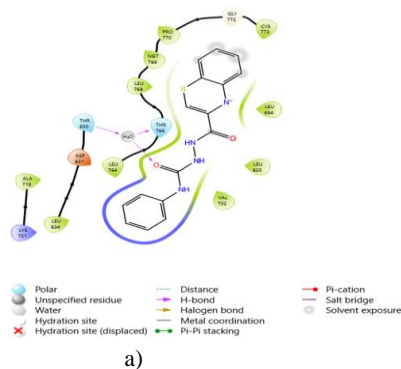 GLY
772
CYS
773
PRO
770
MET
769
LEU
768
THR
830
H₂O
THR
766
ASP
831
LEU
764
ALA
719
LYS
721
LEU
834
LEU
694
LEU
820
VAL
702
S
N⁻
HN
O
O
NH
NH
Polar
Unspecified residue
Water
Hydration site
Hydration site (displaced)
Distance
H-bond
Halogen bond
Metal coordination
Pi-Pi stacking
Pi-cation
Salt bridge
Solvent exposure
a)